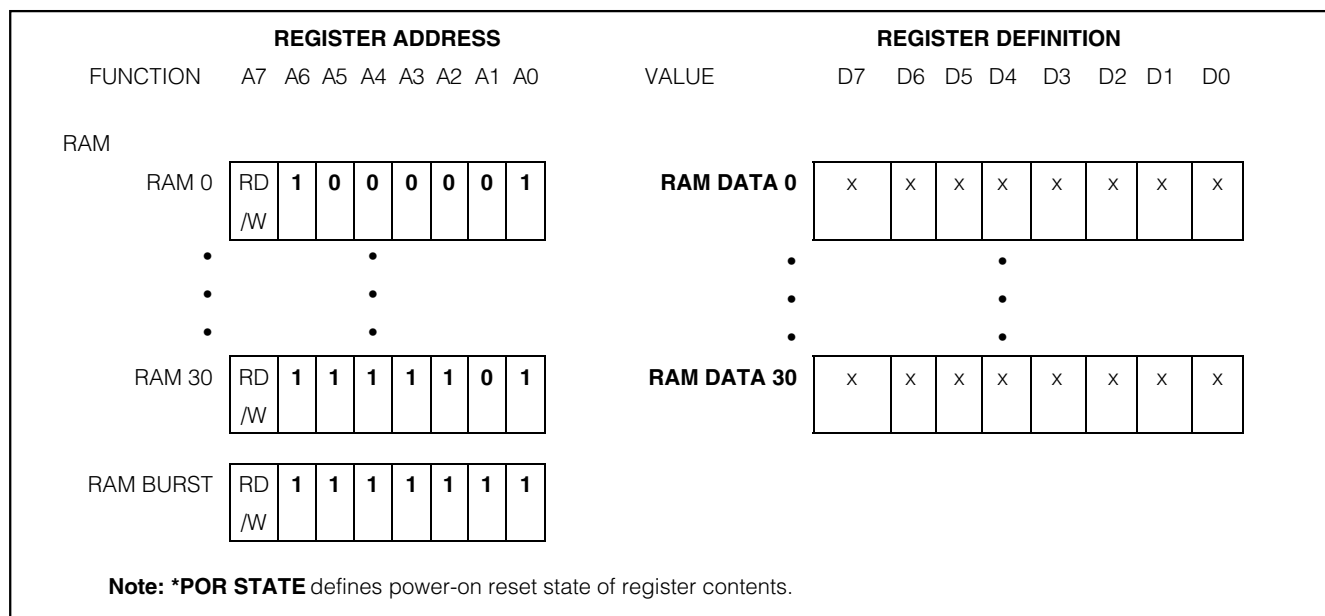 REGISTER ADDRESS REGISTER DEFINITION
FUNCTION A7 A6 A5 A4 A3 A2 A1 A0 VALUE D7 D6 D5 D4 D3 D2 D1 D0
RAM
RAM 0 RD /W 1 0 0 0 0 0 1 RAM DATA 0 x x x x x x x x
RAM 30 RD /W 1 1 1 1 1 0 1 RAM DATA 30 x x x x x x x x
RAM BURST RD /W 1 1 1 1 1 1 1
Note: *POR STATE defines power-on reset state of register contents.